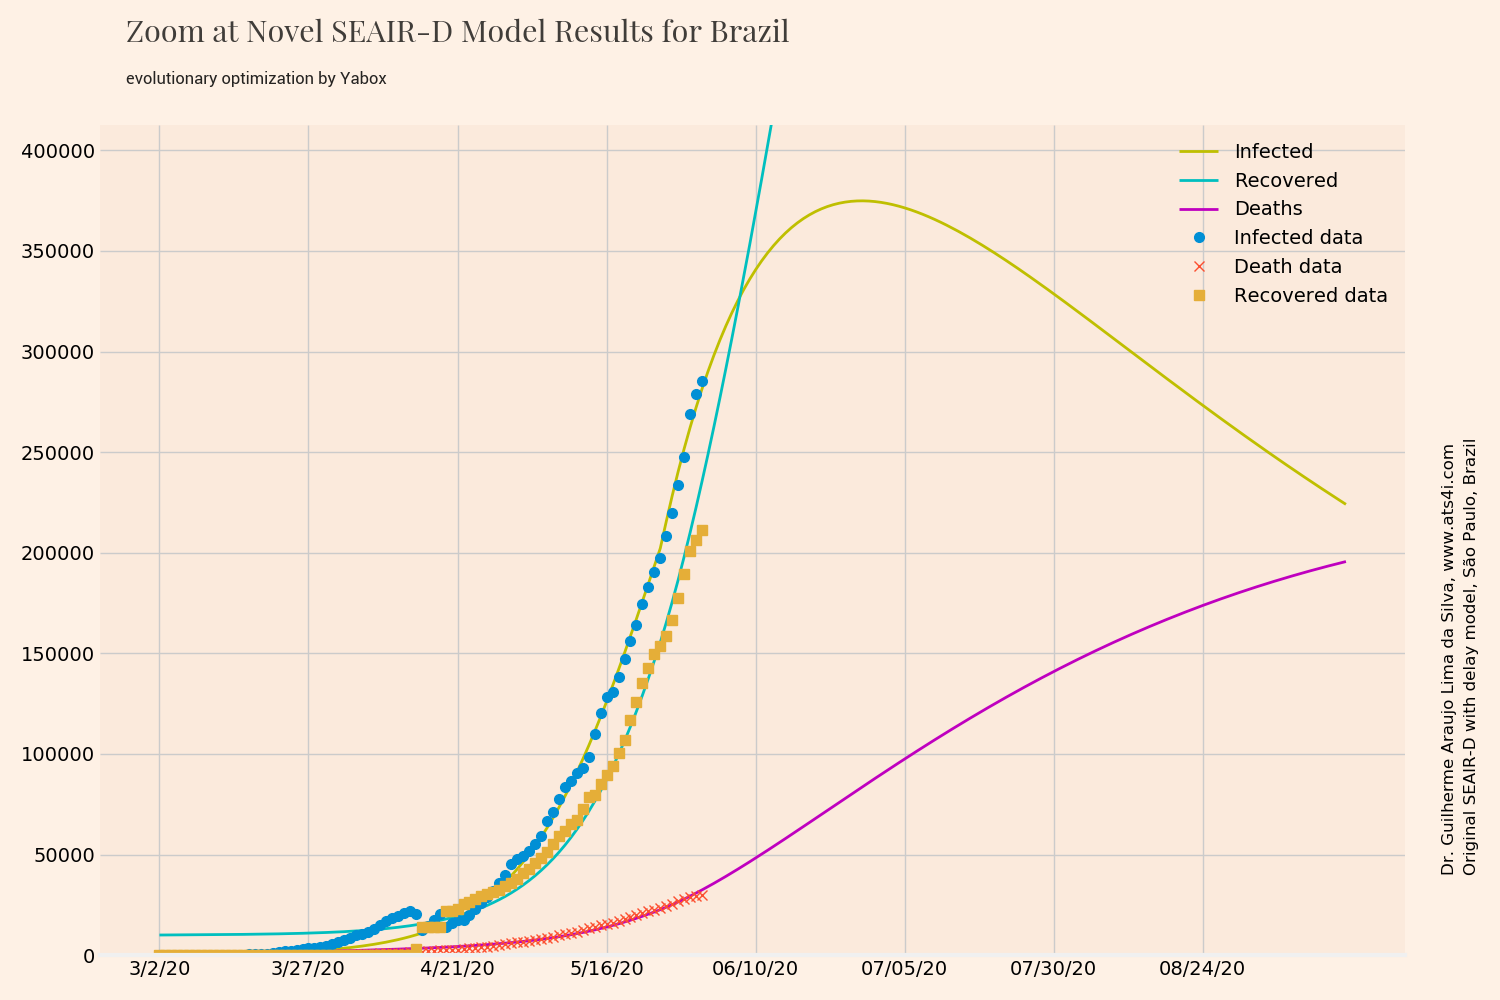 Zoom at Novel SEAIR-D Model Results for Brazil
evolutionary optimization by Yabox
400000
350000
300000
250000
200000
150000
100000
50000
0
3/2/20
3/27/20
4/21/20
5/16/20
06/10/20
07/05/20
07/30/20
08/24/20
Infected
Recovered
Deaths
Infected data
Death data
Recovered data
Dr. Guilherme Araujo Lima da Silva, www.ats4i.com
Original SEAIR-D with delay model, São Paulo, Brazil